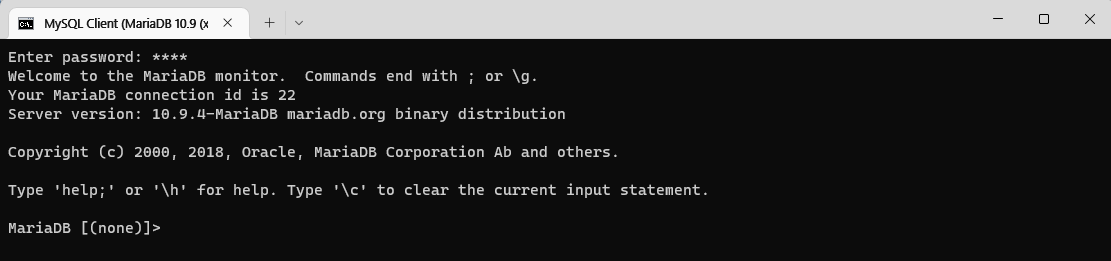 MySQL Client (MariaDB 10.9 (x
Enter password: ****
Welcome to the MariaDB monitor.  Commands end with ; or \g.
Your MariaDB connection id is 22
Server version: 10.9.4-MariaDB mariadb.org binary distribution
Copyright (c) 2000, 2018, Oracle, MariaDB Corporation Ab and others.
Type 'help;' or '\h' for help. Type '\c' to clear the current input statement.
MariaDB [(none)]>